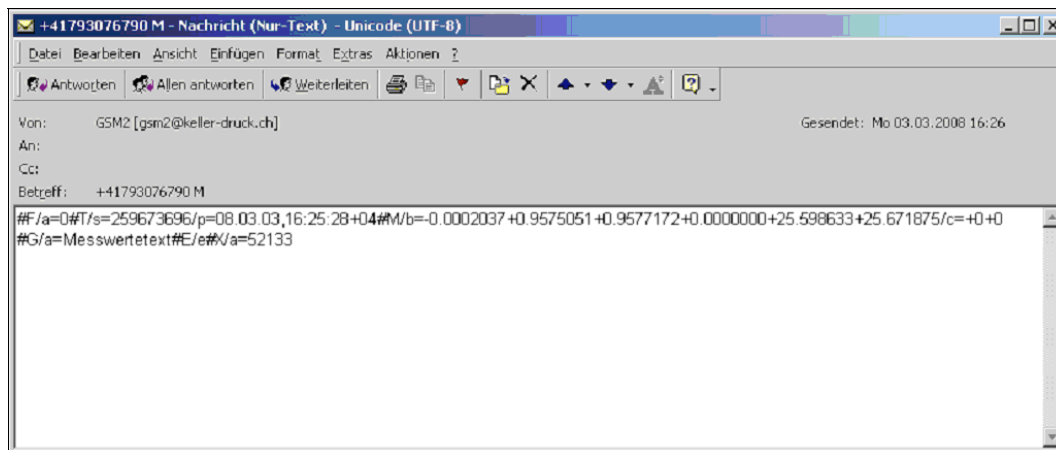 +41793076790 M - Nachricht (Nur-Text) - Unicode (UTF-8)
Datei Bearbeiten Ansicht Einfügen Format Extras Aktionen ?
Antworten Allen antworten Weiterleiten
Von: GSM2 [gsm2@keller-druck.ch] Gesendet: Mo 03.03.2008 16:26
An:
Cc:
Betreff: +41793076790 M
#F/a=0#T/s=259673696/p=08.03.03,16:25:28+04#M/b=-0.0002037+0.9575051+0.9577172+0.0000000+25.598633+25.671875/c=+0+0
#G/a=Messwertetext#E/e#X/a=52133